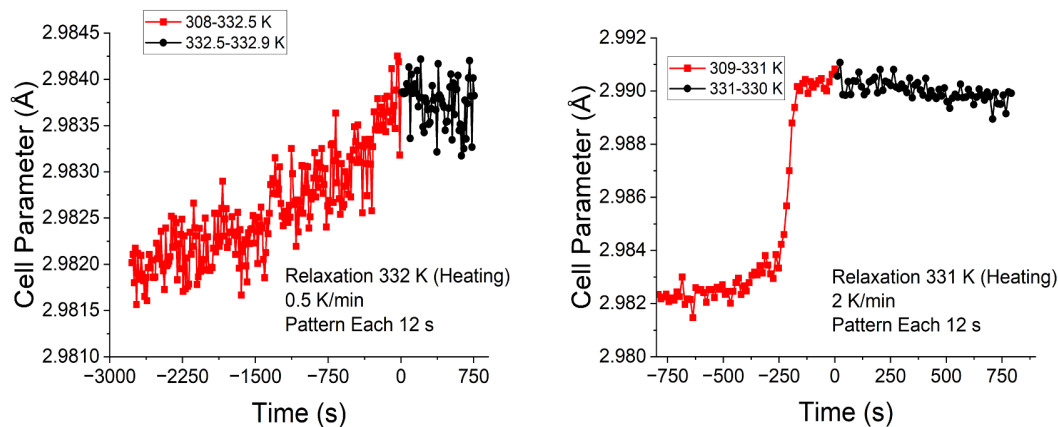 308-332.5 K
332.5-332.9 K
2.9845
2.9840
2.9835
2.9830
2.9825
2.9820
2.9815
2.9810
Cell Parameter (Å)
Relaxation 332 K (Heating)
0.5 K/min
Pattern Each 12 s
−3000 −2250 −1500 −750 0 750
Time (s)
309-331 K
331-330 K
2.992
2.990
2.988
2.986
2.984
2.982
2.980
Cell Parameter (Å)
Relaxation 331 K (Heating)
2 K/min
Pattern Each 12 s
−750 −500 −250 0 250 500 750
Time (s)